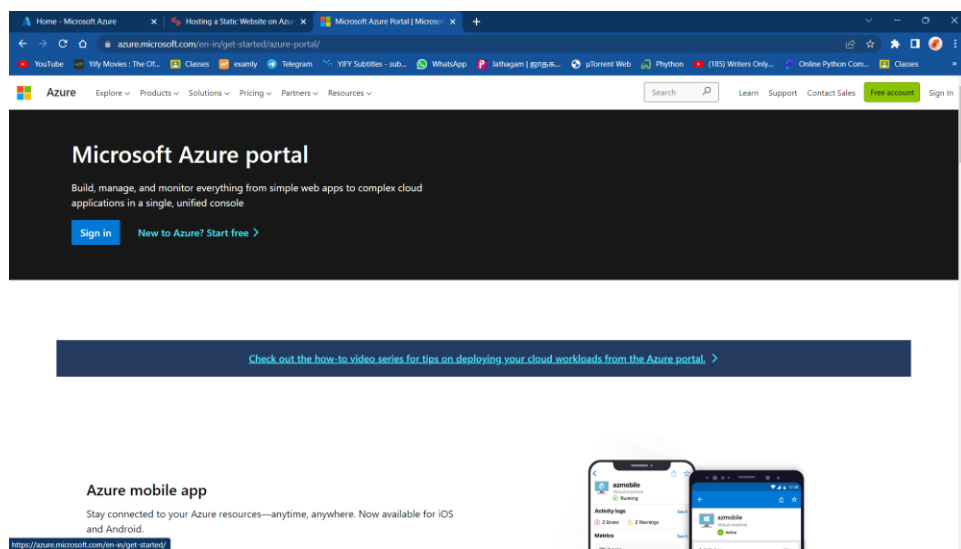 Home - Microsoft Azure
Hosting a Static Website on Azu
Microsoft Azure Portal | Microsof
azure.microsoft.com/en-in/get-started/azure-portal/
YouTube Yify Movies : The Of... Classes examly Telegram YIFY Subtitles - sub... WhatsApp Jathagam | ஜாதக... µTorrent Web Phython (185) Writers Only... Online Python Com... Classes »
Azure Explore Products Solutions Pricing Partners Resources Search Learn Support Contact Sales Free account Sign In
Microsoft Azure portal
Build, manage, and monitor everything from simple web apps to complex cloud
applications in a single, unified console
Sign in New to Azure? Start free >
Check out the how-to video series for tips on deploying your cloud workloads from the Azure portal. >
Azure mobile app
Stay connected to your Azure resources—anytime, anywhere. Now available for iOS
and Android.
azmobile
Virtual machine
Running
Activity logs
2 Errors 2 Warnings
Metrics
azmobile
Virtual machine
Active
https://azure.microsoft.com/en-in/get-started/